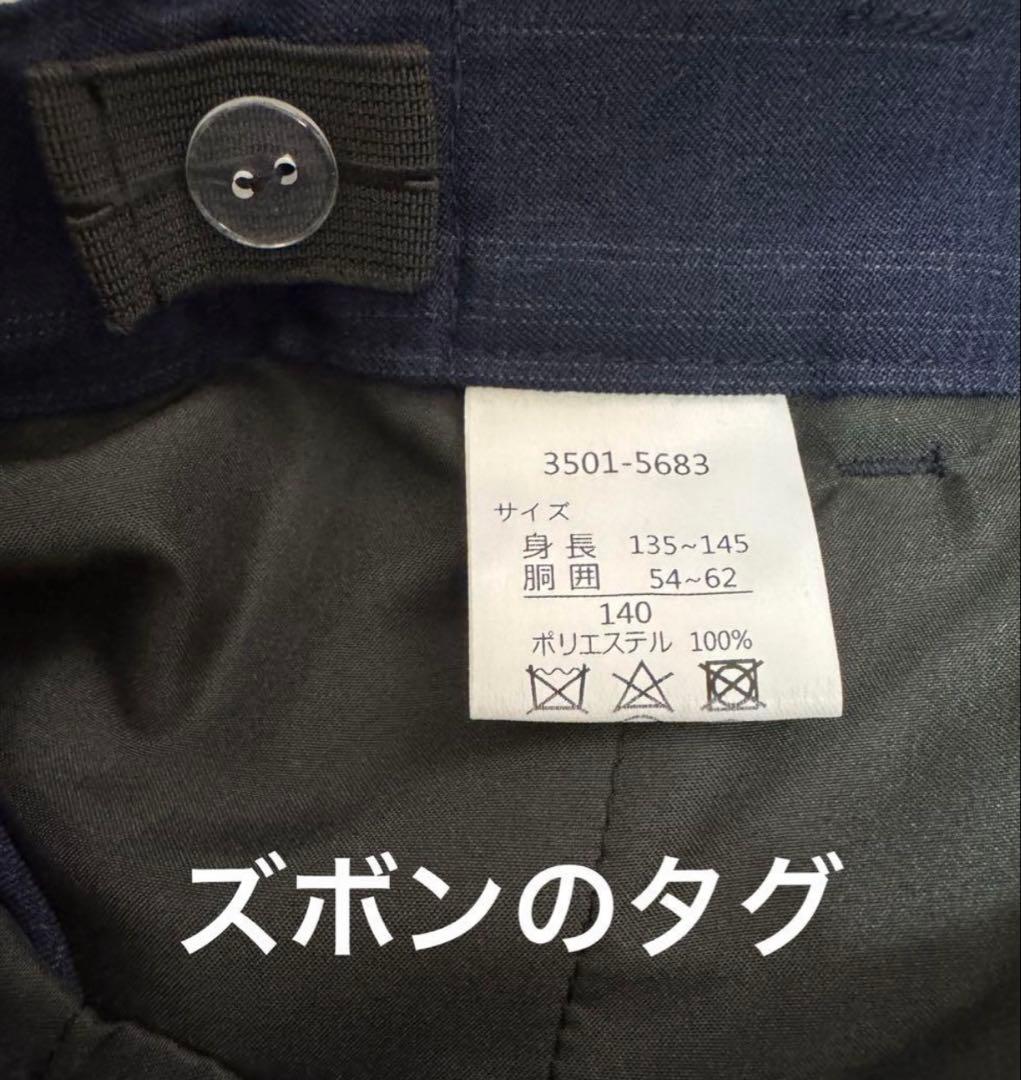 3501-5683
サイズ
身長 135~145
胴囲 54~62
140
ポリエステル 100%
ズボンのタグ